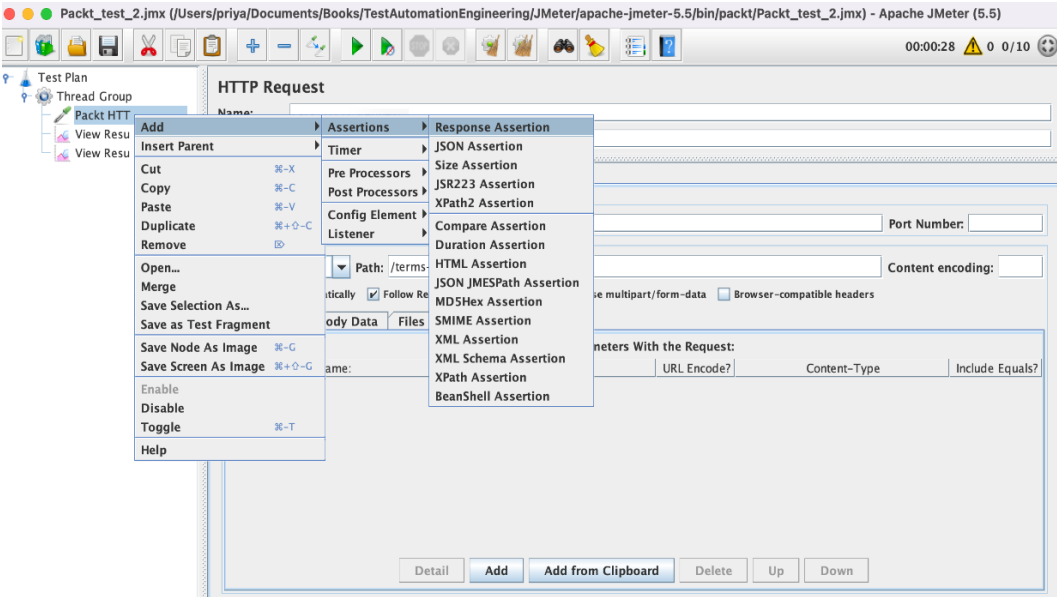 Packt_test_2.jmx (/Users/priya/Documents/Books/TestAutomationEngineering/JMeter/apache-jmeter-5.5/bin/packt/Packt_test_2.jmx) - Apache JMeter (5.5)
00:00:28 0 0/10
Test Plan
Thread Group
Packt HTT
View Resu
View Resu
HTTP Request
Name:
Add
Insert Parent
Cut ⌘-X
Copy ⌘-C
Paste ⌘-V
Duplicate ⌘+⇧-C
Remove ⌦
Open...
Merge
Save Selection As...
Save as Test Fragment
Save Node As Image ⌘-G
Save Screen As Image ⌘+⇧-G
Enable
Disable
Toggle ⌘-T
Help
Assertions
Timer
Pre Processors
Post Processors
Config Element
Listener
Response Assertion
JSON Assertion
Size Assertion
JSR223 Assertion
XPath2 Assertion
Compare Assertion
Duration Assertion
HTML Assertion
JSON JMESPath Assertion
MD5Hex Assertion
SMIME Assertion
XML Assertion
XML Schema Assertion
XPath Assertion
BeanShell Assertion
Port Number:
Path: /terms-
Content encoding:
tically Follow Re
se multipart/form-data Browser-compatible headers
ody Data Files
meters With the Request:
ame: URL Encode? Content-Type Include Equals?
Detail Add Add from Clipboard Delete Up Down